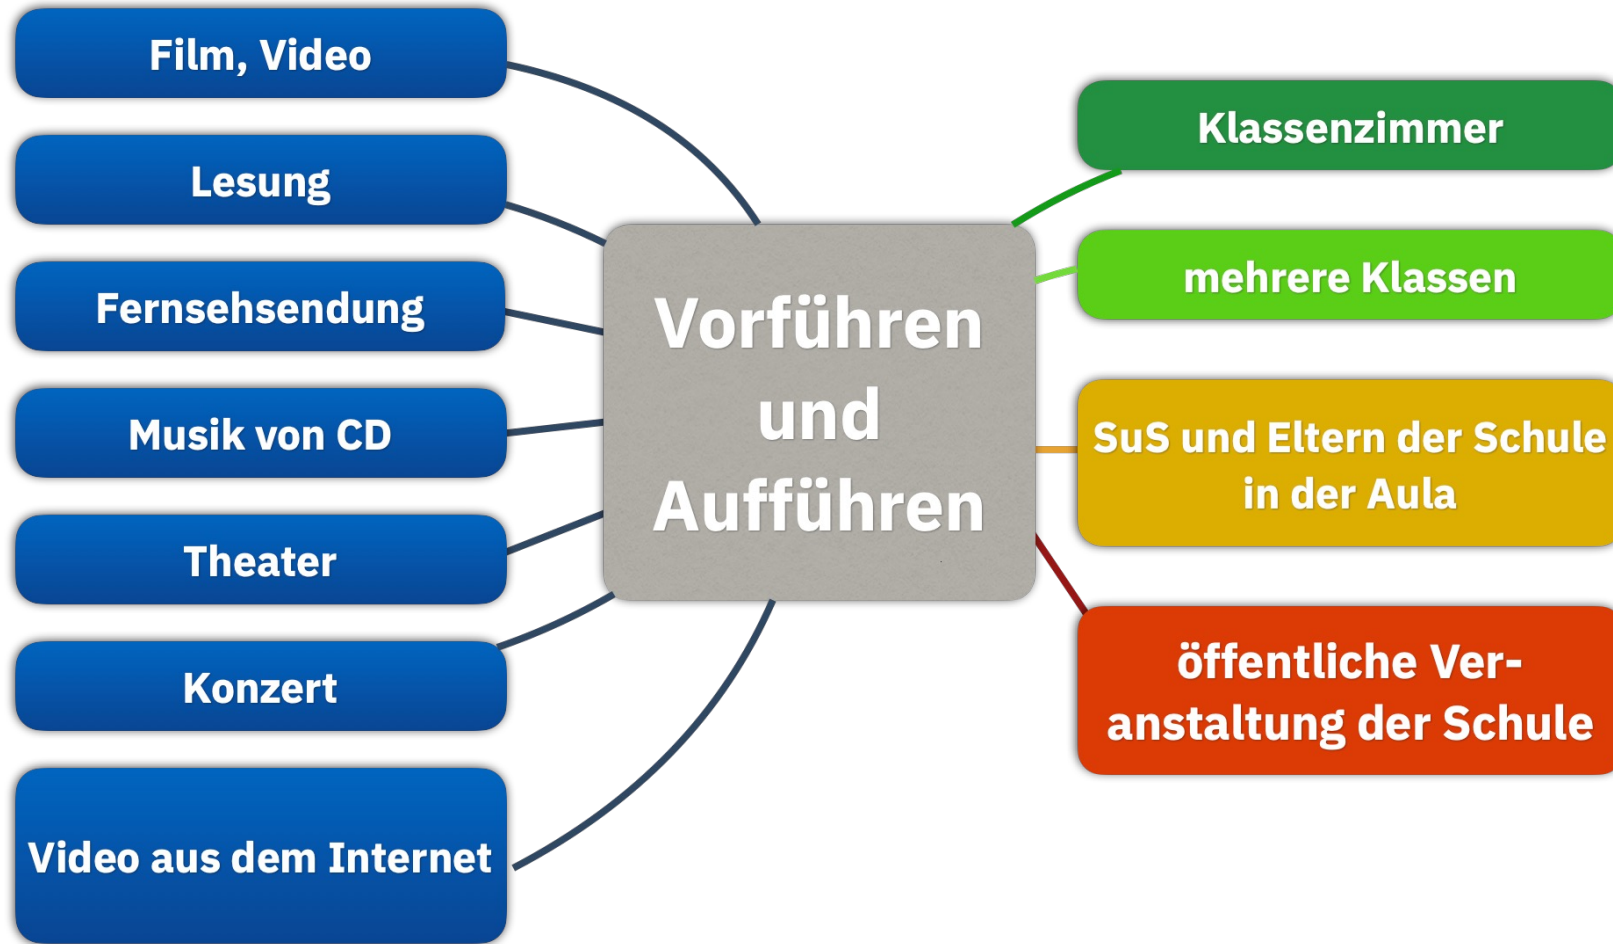 Film, Video
Lesung
Fernsehsendung
Musik von CD
Theater
Konzert
Video aus dem Internet
Vorführen
und
Aufführen
Klassenzimmer
mehrere Klassen
SuS und Eltern der Schule
in der Aula
öffentliche Ver-
anstaltung der Schule